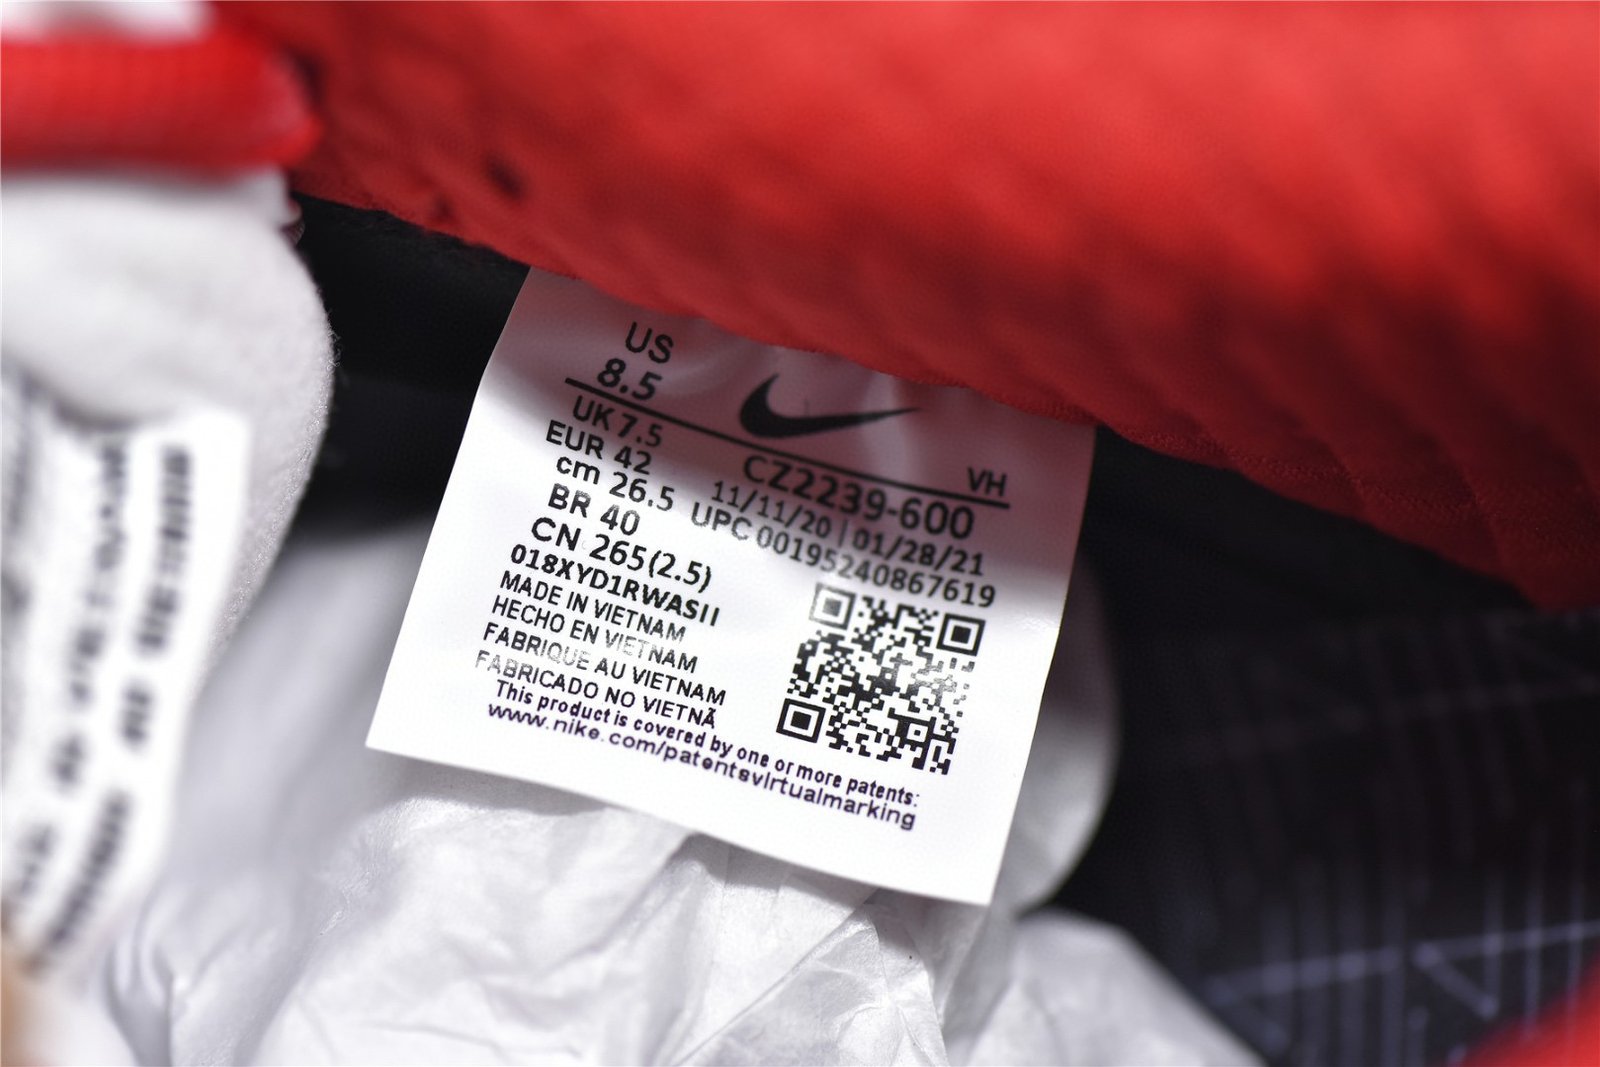 US
8.5
UK 7.5
EUR 42
cm 26.5
BR 40
CN 265(2.5)
VH
CZ2239-600
11/11/20 | 01/28/21
UPC 00195240867619
018XYD1RWASII
MADE IN VIETNAM
HECHO EN VIETNAM
FABRIQUE AU VIETNAM
FABRICADO NO VIETNÃ
This product is covered by one or more patents:
www.nike.com/patentsvirtualmarking